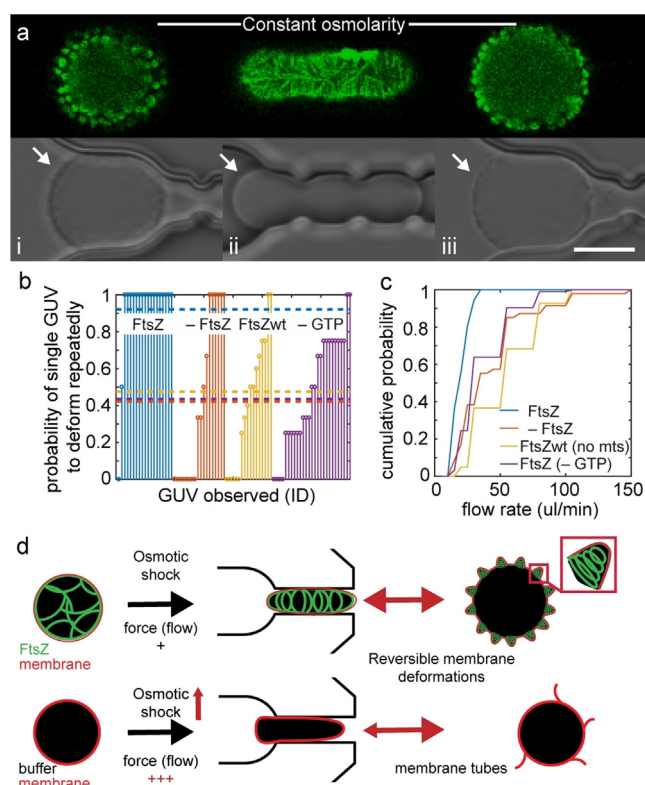 a
Constant osmolarity
i
ii
iii
b
probability of single GUV
to deform repeatedly
1
0.8
0.6
0.4
0.2
0
FtsZ
– FtsZ
FtsZwt
– GTP
GUV observed (ID)
c
cumulative probability
1
0.8
0.6
0.4
0.2
0
FtsZ
– FtsZ
FtsZwt (no mts)
FtsZ (– GTP)
0
50
100
150
flow rate (ul/min)
d
Osmotic
shock
force (flow)
+
FtsZ
membrane
Reversible membrane
deformations
Osmotic
shock
force (flow)
+++
buffer
membrane
membrane tubes